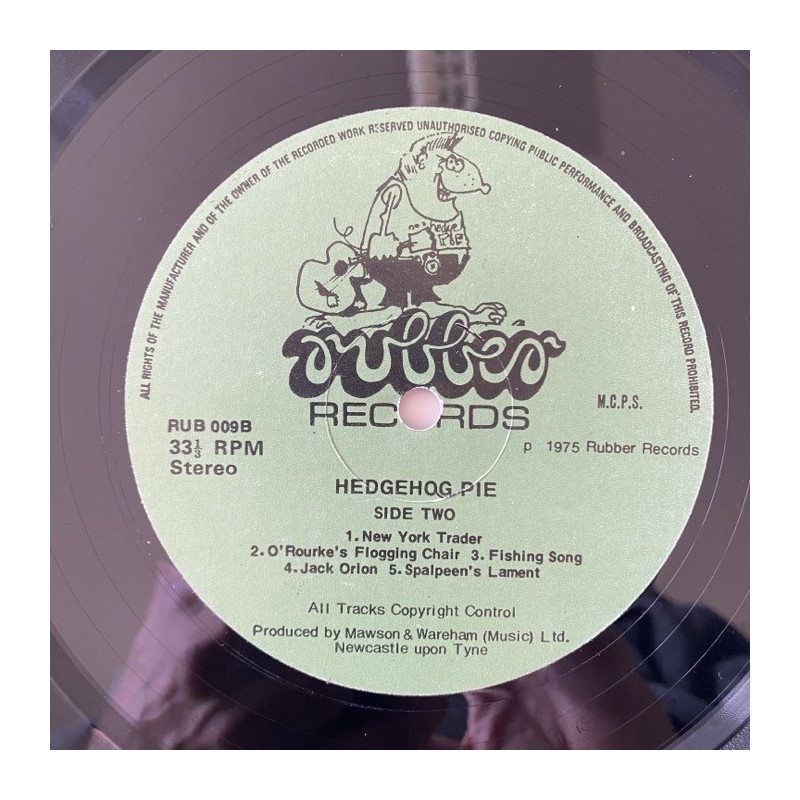 ALL RIGHTS OF THE MANUFACTURER AND OF THE OWNER OF THE RECORDED WORK RESERVED UNAUTHORISED COPYING PUBLIC PERFORMANCE AND BROADCASTING OF THIS RECORD PROHIBITED.
hedge
PIE
rubber
RECORDS
M.C.P.S.
RUB 009B
33⅓ RPM
Stereo
p 1975 Rubber Records
HEDGEHOG PIE
SIDE TWO
1. New York Trader
2. O'Rourke's Flogging Chair 3. Fishing Song
4. Jack Orion 5. Spalpeen's Lament
All Tracks Copyright Control
Produced by Mawson & Wareham (Music) Ltd.
Newcastle upon Tyne